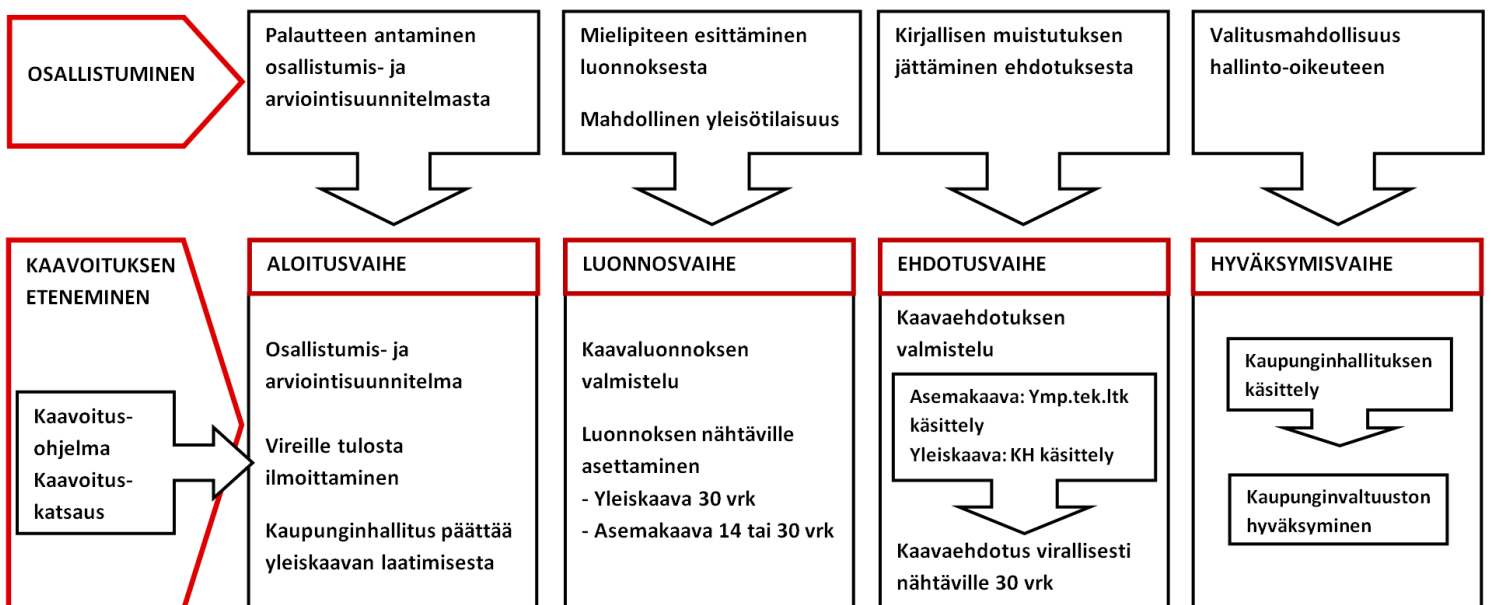 OSALLISTUMINEN
Palautteen antaminen
osallistumis- ja
arviointisuunnitelmasta
Mielipiteen esittäminen
luonnoksesta
Mahdollinen yleisötilaisuus
Kirjallisen muistutuksen
jättäminen ehdotuksesta
Valitusmahdollisuus
hallinto-oikeuteen
KAAVOITUKSEN
ETENEMINEN
Kaavoitus-
ohjelma
Kaavoitus-
katsaus
ALOITUSVAIHE
Osallistumis- ja
arviointisuunnitelma
Vireille tulosta
ilmoittaminen
Kaupunginhallitus päättää
yleiskaavan laatimisesta
LUONNOSVAIHE
Kaavaluonnoksen
valmistelu
Luonnoksen nähtäville
asettaminen
- Yleiskaava 30 vrk
- Asemakaava 14 tai 30 vrk
EHDOTUSVAIHE
Kaavaehdotuksen
valmistelu
Asemakaava: Ymp.tek.ltk
käsittely
Yleiskaava: KH käsittely
Kaavaehdotus virallisesti
nähtäville 30 vrk
HYVÄKSYMISVAIHE
Kaupunginhallituksen
käsittely
Kaupunginvaltuuston
hyväksyminen